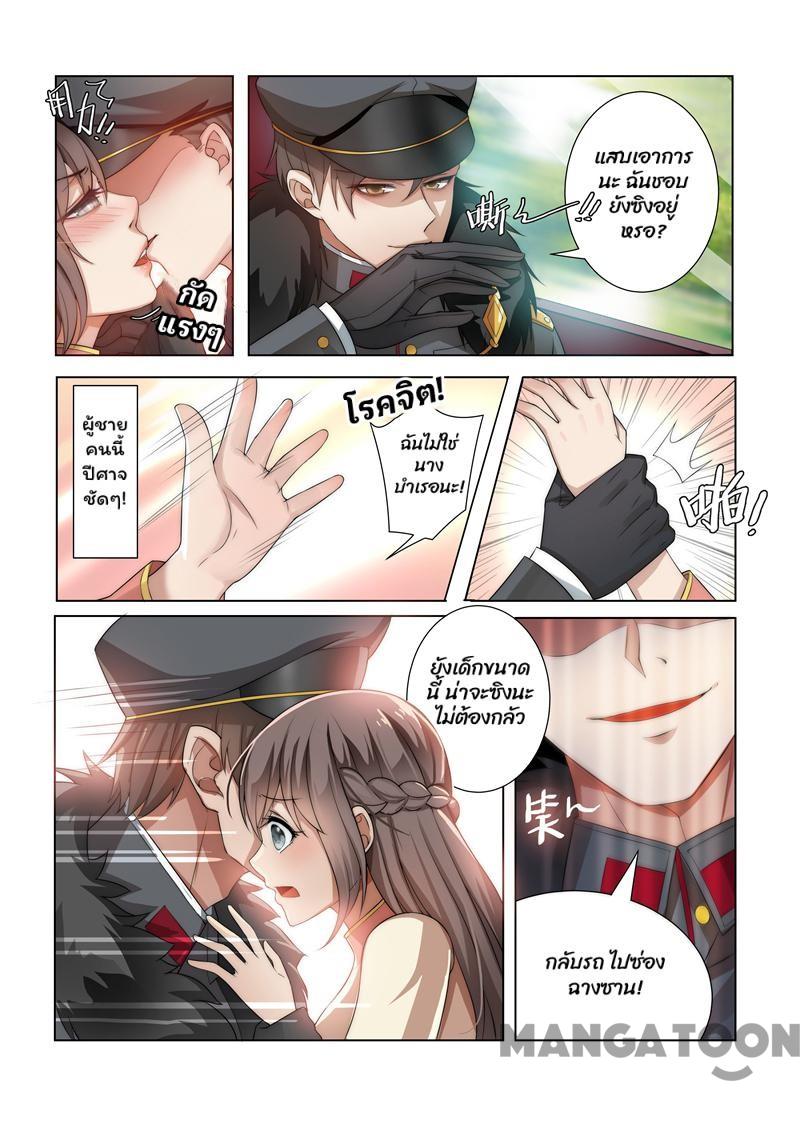 用力!!
กัด
แรงๆ
แสบเอาการ
นะ ฉันชอบ
ยังซิงอยู่
หรอ?
嘶~!!!
ผู้ชาย
คนนี้
ปีศาจ
ชัดๆ!
โรคจิต!
ฉันไม่ใช่
นาง
บำเรอนะ!
啪!
ยังเด็กขนาด
นี้ น่าจะซิงนะ
ไม่ต้องกลัว
笑~
กลับรถ ไปซ่อง
ฉางซาน!
MANGATOON